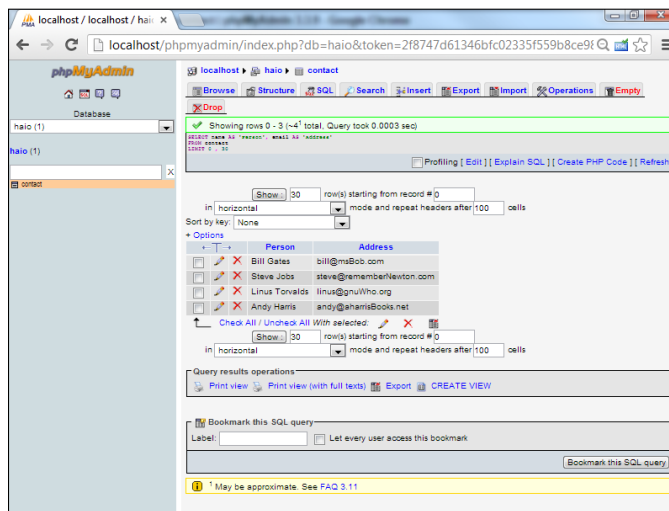 localhost / localhost / haio
localhost/phpmyadmin/index.php?db=haio&token=2f8747d61346bfc02335f559b8ce98
phpMyAdmin
Database
haio (1)
haio (1)
X
contact
localhost haio contact
Browse Structure SQL Search Insert Export Import Operations Empty
Drop
Showing rows 0 - 3 (~4¹ total, Query took 0.0003 sec)
SELECT name AS 'person', email AS 'address'
FROM contact
LIMIT 0 , 30
Profiling [ Edit ] [ Explain SQL ] [ Create PHP Code ] [ Refresh
Show : 30 row(s) starting from record # 0
in horizontal mode and repeat headers after 100 cells
Sort by key: None
+ Options
←T→ Person Address
Bill Gates bill@msBob.com
Steve Jobs steve@rememberNewton.com
Linus Torvalds linus@gnuWho.org
Andy Harris andy@aharrisBooks.net
Check All / Uncheck All With selected:
Show : 30 row(s) starting from record # 0
in horizontal mode and repeat headers after 100 cells
Query results operations
Print view Print view (with full texts) Export CREATE VIEW
Bookmark this SQL query
Label: Let every user access this bookmark
Bookmark this SQL query
¹ May be approximate. See FAQ 3.11